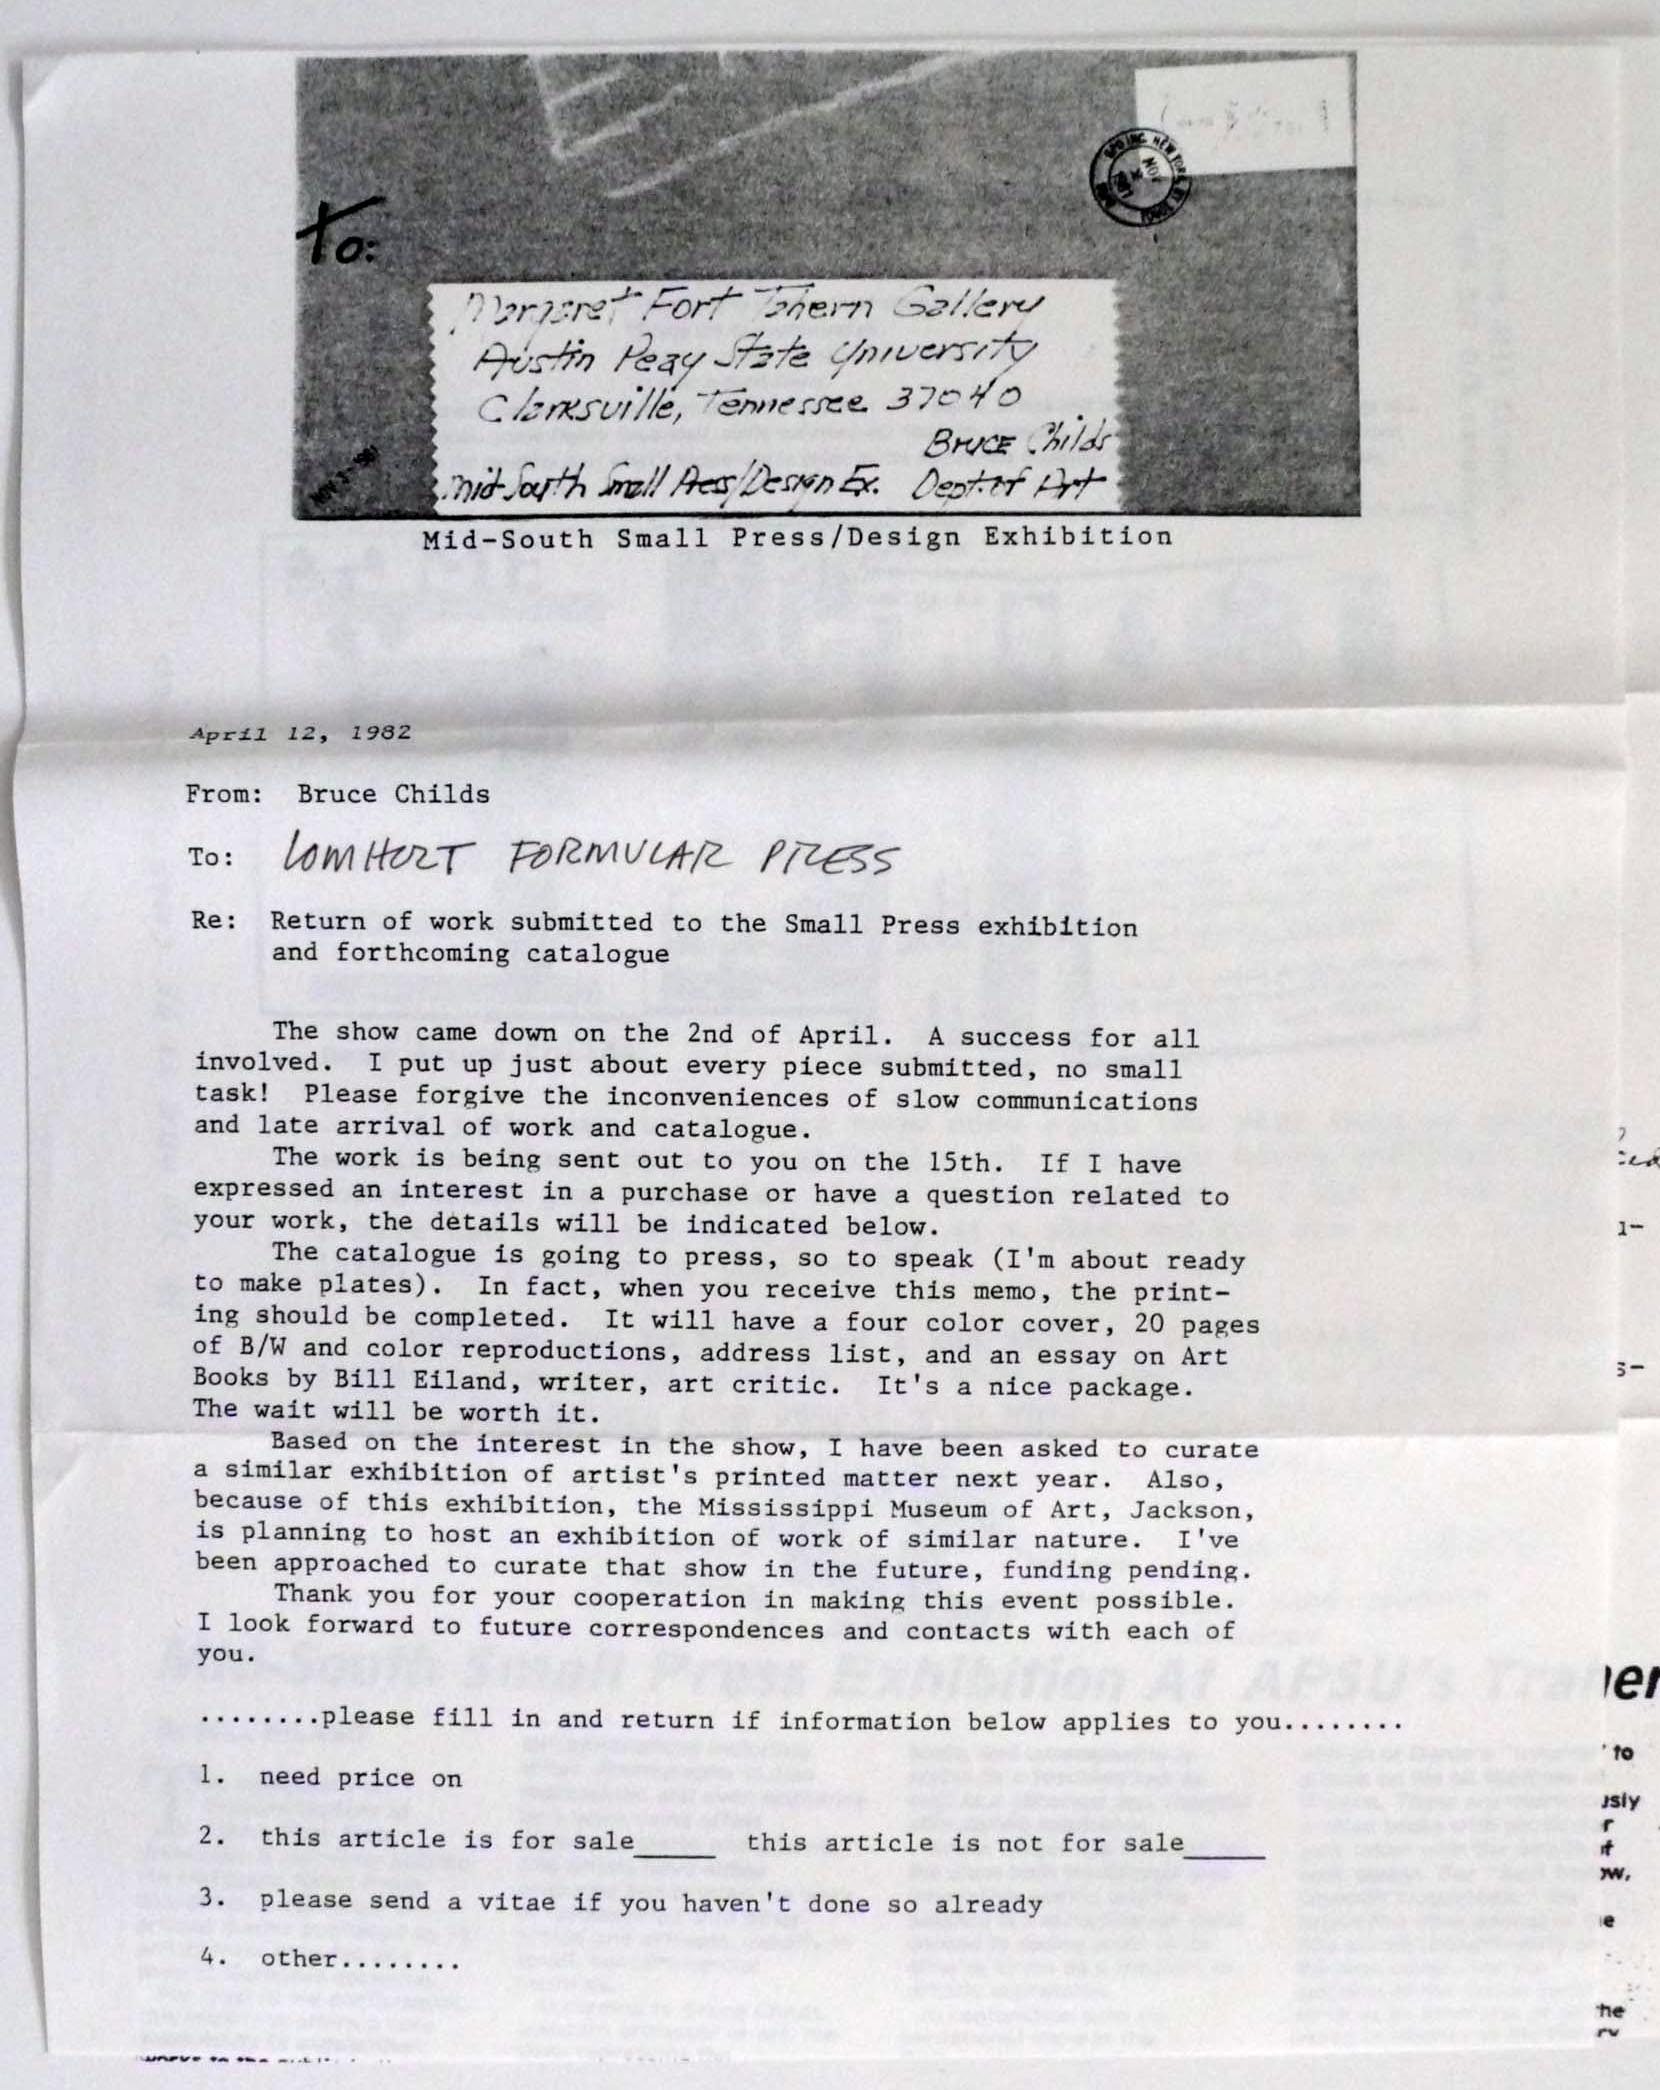 SPRING NEW YORK NY
NOV
10001
To:
Margaret Fort Trahern Gallery
Austin Peay State University
Clarksville, Tennessee 37040
Bruce Childs
Mid-South Small Press/Design Ex. Dept of Art
Mid-South Small Press/Design Exhibition
April 12, 1982
From: Bruce Childs
To: LOMHOLT FORMULAR PRESS
Re: Return of work submitted to the Small Press exhibition
and forthcoming catalogue
The show came down on the 2nd of April. A success for all
involved. I put up just about every piece submitted, no small
task! Please forgive the inconveniences of slow communications
and late arrival of work and catalogue.
The work is being sent out to you on the 15th. If I have
expressed an interest in a purchase or have a question related to
your work, the details will be indicated below.
The catalogue is going to press, so to speak (I'm about ready
to make plates). In fact, when you receive this memo, the print-
ing should be completed. It will have a four color cover, 20 pages
of B/W and color reproductions, address list, and an essay on Art
Books by Bill Eiland, writer, art critic. It's a nice package.
The wait will be worth it.
Based on the interest in the show, I have been asked to curate
a similar exhibition of artist's printed matter next year. Also,
because of this exhibition, the Mississippi Museum of Art, Jackson,
is planning to host an exhibition of work of similar nature. I've
been approached to curate that show in the future, funding pending.
Thank you for your cooperation in making this event possible.
I look forward to future correspondences and contacts with each of
you.
........please fill in and return if information below applies to you........
1. need price on
2. this article is for sale_____ this article is not for sale_____
3. please send a vitae if you haven't done so already
4. other........